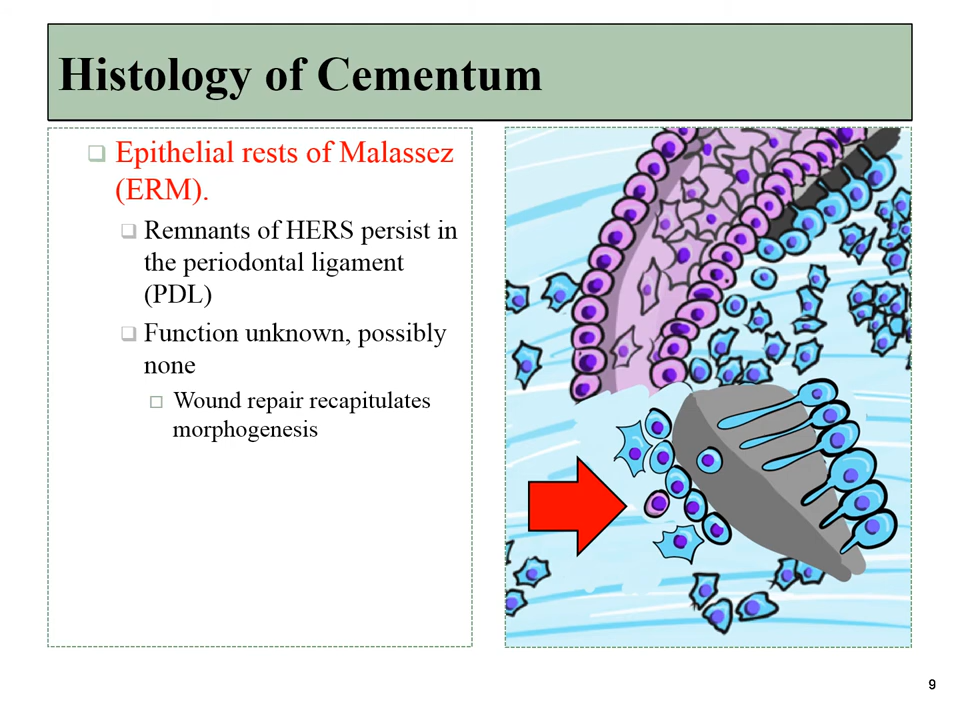 Histology of Cementum
Epithelial rests of Malassez
(ERM).
Remnants of HERS persist in
the periodontal ligament
(PDL)
Function unknown, possibly
none
Wound repair recapitulates
morphogenesis
9